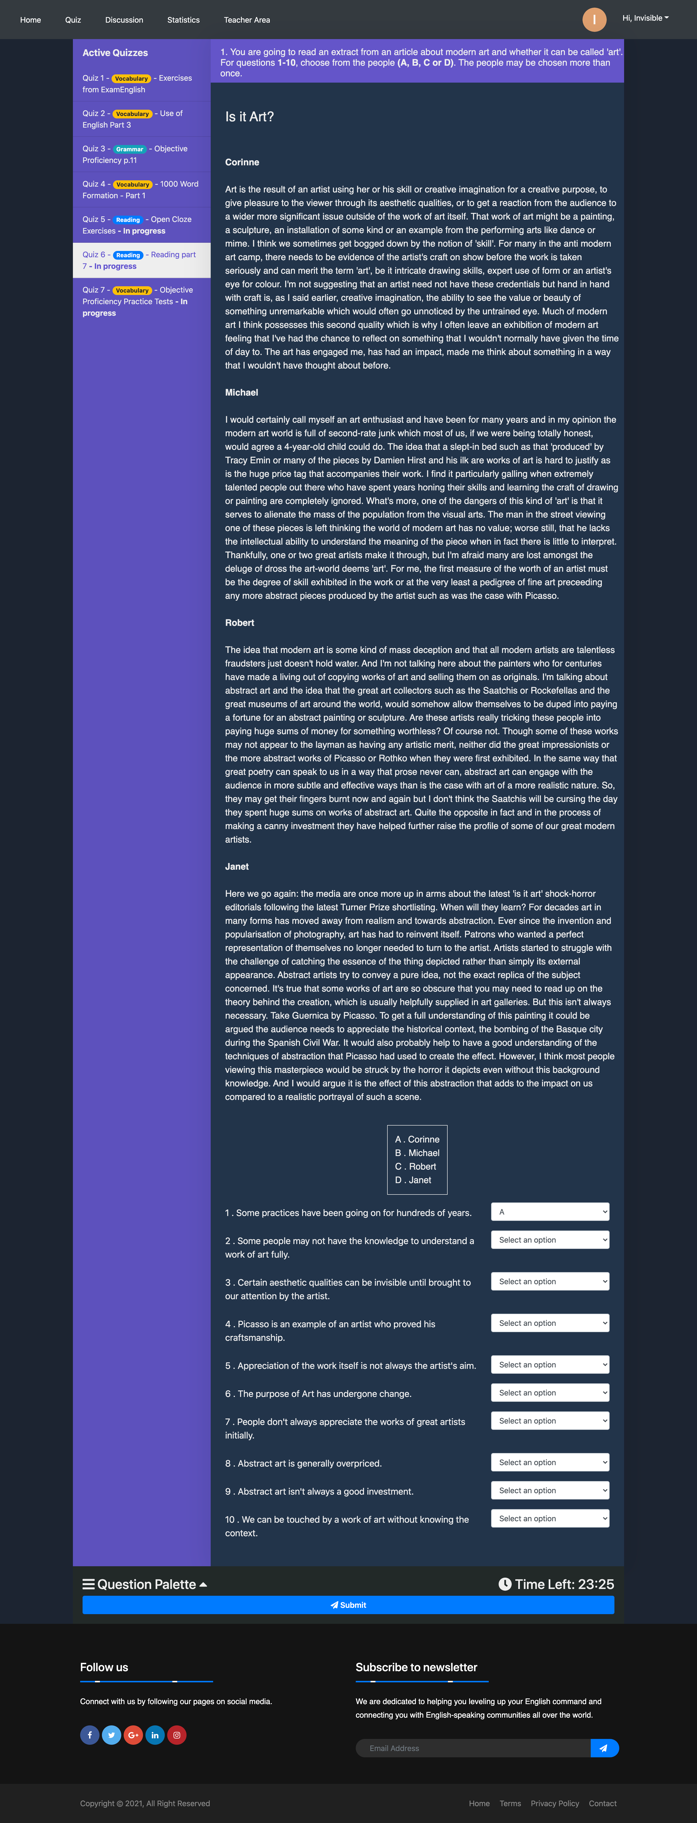 Home Quiz Discussion Statistics Teacher Area I Hi, Invisible
Active Quizzes
Quiz 1 - Vocabulary - Exercises
from ExamEnglish
Quiz 2 - Vocabulary - Use of
English Part 3
Quiz 3 - Grammar - Objective
Proficiency p.11
Quiz 4 - Vocabulary - 1000 Word
Formation - Part 1
Quiz 5 - Reading - Open Cloze
Exercises - In progress
Quiz 6 - Reading - Reading part
7 - In progress
Quiz 7 - Vocabulary - Objective
Proficiency Practice Tests - In
progress
1. You are going to read an extract from an article about modern art and whether it can be called 'art'.
For questions 1-10, choose from the people (A, B, C or D). The people may be chosen more than
once.
Is it Art?
Corinne
Art is the result of an artist using her or his skill or creative imagination for a creative purpose, to
give pleasure to the viewer through its aesthetic qualities, or to get a reaction from the audience to
a wider more significant issue outside of the work of art itself. That work of art might be a painting,
a sculpture, an installation of some kind or an example from the performing arts like dance or
mime. I think we sometimes get bogged down by the notion of 'skill'. For many in the anti modern
art camp, there needs to be evidence of the artist's craft on show before the work is taken
seriously and can merit the term 'art', be it intricate drawing skills, expert use of form or an artist's
eye for colour. I'm not suggesting that an artist need not have these credentials but hand in hand
with craft is, as I said earlier, creative imagination, the ability to see the value or beauty of
something unremarkable which would often go unnoticed by the untrained eye. Much of modern
art I think possesses this second quality which is why I often leave an exhibition of modern art
feeling that I've had the chance to reflect on something that I wouldn't normally have given the time
of day to. The art has engaged me, has had an impact, made me think about something in a way
that I wouldn't have thought about before.
Michael
I would certainly call myself an art enthusiast and have been for many years and in my opinion the
modern art world is full of second-rate junk which most of us, if we were being totally honest,
would agree a 4-year-old child could do. The idea that a slept-in bed such as that 'produced' by
Tracy Emin or many of the pieces by Damien Hirst and his ilk are works of art is hard to justify as
is the huge price tag that accompanies their work. I find it particularly galling when extremely
talented people out there who have spent years honing their skills and learning the craft of drawing
or painting are completely ignored. What's more, one of the dangers of this kind of 'art' is that it
serves to alienate the mass of the population from the visual arts. The man in the street viewing
one of these pieces is left thinking the world of modern art has no value; worse still, that he lacks
the intellectual ability to understand the meaning of the piece when in fact there is little to interpret.
Thankfully, one or two great artists make it through, but I'm afraid many are lost amongst the
deluge of dross the art-world deems 'art'. For me, the first measure of the worth of an artist must
be the degree of skill exhibited in the work or at the very least a pedigree of fine art preceeding
any more abstract pieces produced by the artist such as was the case with Picasso.
Robert
The idea that modern art is some kind of mass deception and that all modern artists are talentless
fraudsters just doesn't hold water. And I'm not talking here about the painters who for centuries
have made a living out of copying works of art and selling them on as originals. I'm talking about
abstract art and the idea that the great art collectors such as the Saatchis or Rockefellas and the
great museums of art around the world, would somehow allow themselves to be duped into paying
a fortune for an abstract painting or sculpture. Are these artists really tricking these people into
paying huge sums of money for something worthless? Of course not. Though some of these works
may not appear to the layman as having any artistic merit, neither did the great impressionists or
the more abstract works of Picasso or Rothko when they were first exhibited. In the same way that
great poetry can speak to us in a way that prose never can, abstract art can engage with the
audience in more subtle and effective ways than is the case with art of a more realistic nature. So,
they may get their fingers burnt now and again but I don't think the Saatchis will be cursing the day
they spent huge sums on works of abstract art. Quite the opposite in fact and in the process of
making a canny investment they have helped further raise the profile of some of our great modern
artists.
Janet
Here we go again: the media are once more up in arms about the latest 'is it art' shock-horror
editorials following the latest Turner Prize shortlisting. When will they learn? For decades art in
many forms has moved away from realism and towards abstraction. Ever since the invention and
popularisation of photography, art has had to reinvent itself. Patrons who wanted a perfect
representation of themselves no longer needed to turn to the artist. Artists started to struggle with
the challenge of catching the essence of the thing depicted rather than simply its external
appearance. Abstract artists try to convey a pure idea, not the exact replica of the subject
concerned. It's true that some works of art are so obscure that you may need to read up on the
theory behind the creation, which is usually helpfully supplied in art galleries. But this isn't always
necessary. Take Guernica by Picasso. To get a full understanding of this painting it could be
argued the audience needs to appreciate the historical context, the bombing of the Basque city
during the Spanish Civil War. It would also probably help to have a good understanding of the
techniques of abstraction that Picasso had used to create the effect. However, I think most people
viewing this masterpiece would be struck by the horror it depicts even without this background
knowledge. And I would argue it is the effect of this abstraction that adds to the impact on us
compared to a realistic portrayal of such a scene.
A . Corinne
B . Michael
C . Robert
D . Janet
1 . Some practices have been going on for hundreds of years. A
2 . Some people may not have the knowledge to understand a Select an option
work of art fully.
3 . Certain aesthetic qualities can be invisible until brought to Select an option
our attention by the artist.
4 . Picasso is an example of an artist who proved his Select an option
craftsmanship.
5 . Appreciation of the work itself is not always the artist's aim. Select an option
6 . The purpose of Art has undergone change. Select an option
7 . People don't always appreciate the works of great artists Select an option
initially.
8 . Abstract art is generally overpriced. Select an option
9 . Abstract art isn't always a good investment. Select an option
10 . We can be touched by a work of art without knowing the Select an option
context.
Question Palette Time Left: 23:25
Submit
Follow us
Connect with us by following our pages on social media.
Subscribe to newsletter
We are dedicated to helping you leveling up your English command and
connecting you with English-speaking communities all over the world.
Email Address
Copyright © 2021, All Right Reserved
Home Terms Privacy Policy Contact